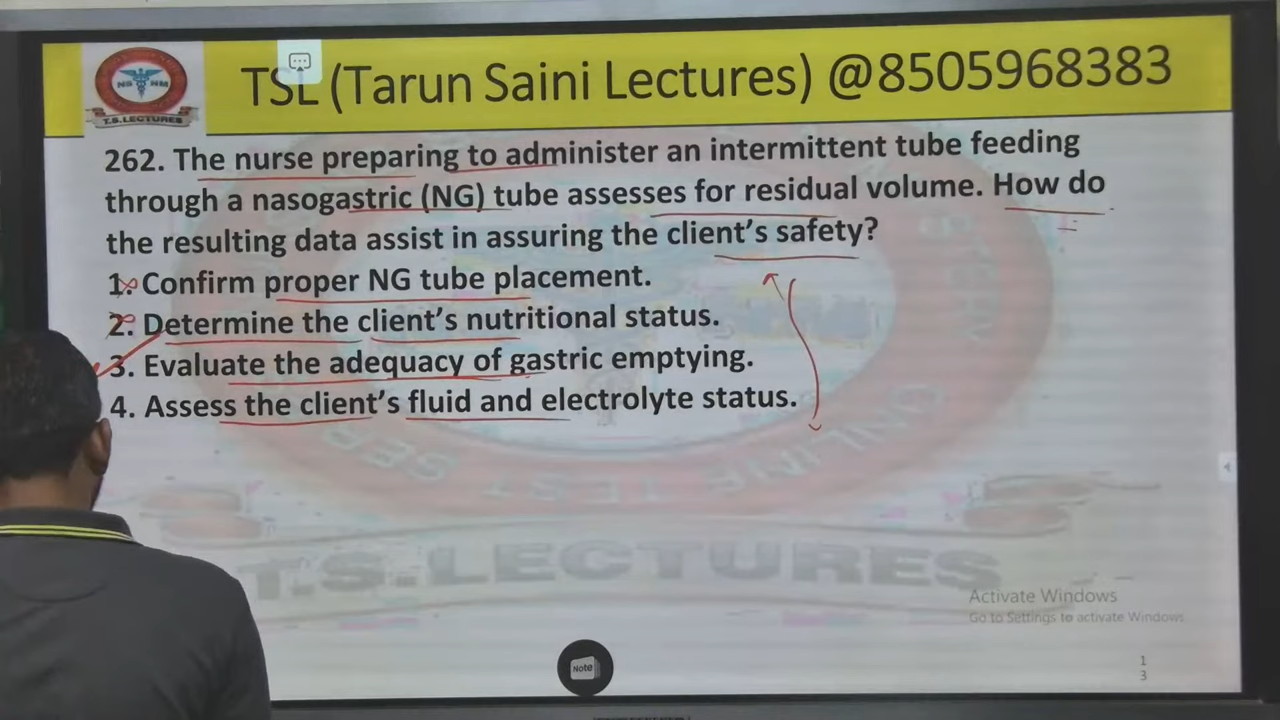 TSL (Tarun Saini Lectures) @8505968383
T.S.LECTURES
262. The nurse preparing to administer an intermittent tube feeding
through a nasogastric (NG) tube assesses for residual volume. How do
the resulting data assist in assuring the client's safety?
1. Confirm proper NG tube placement.
2. Determine the client's nutritional status.
3. Evaluate the adequacy of gastric emptying.
4. Assess the client's fluid and electrolyte status.
T.S.LECTURES
Activate Windows
Go to Settings to activate Windows
Note
1
3